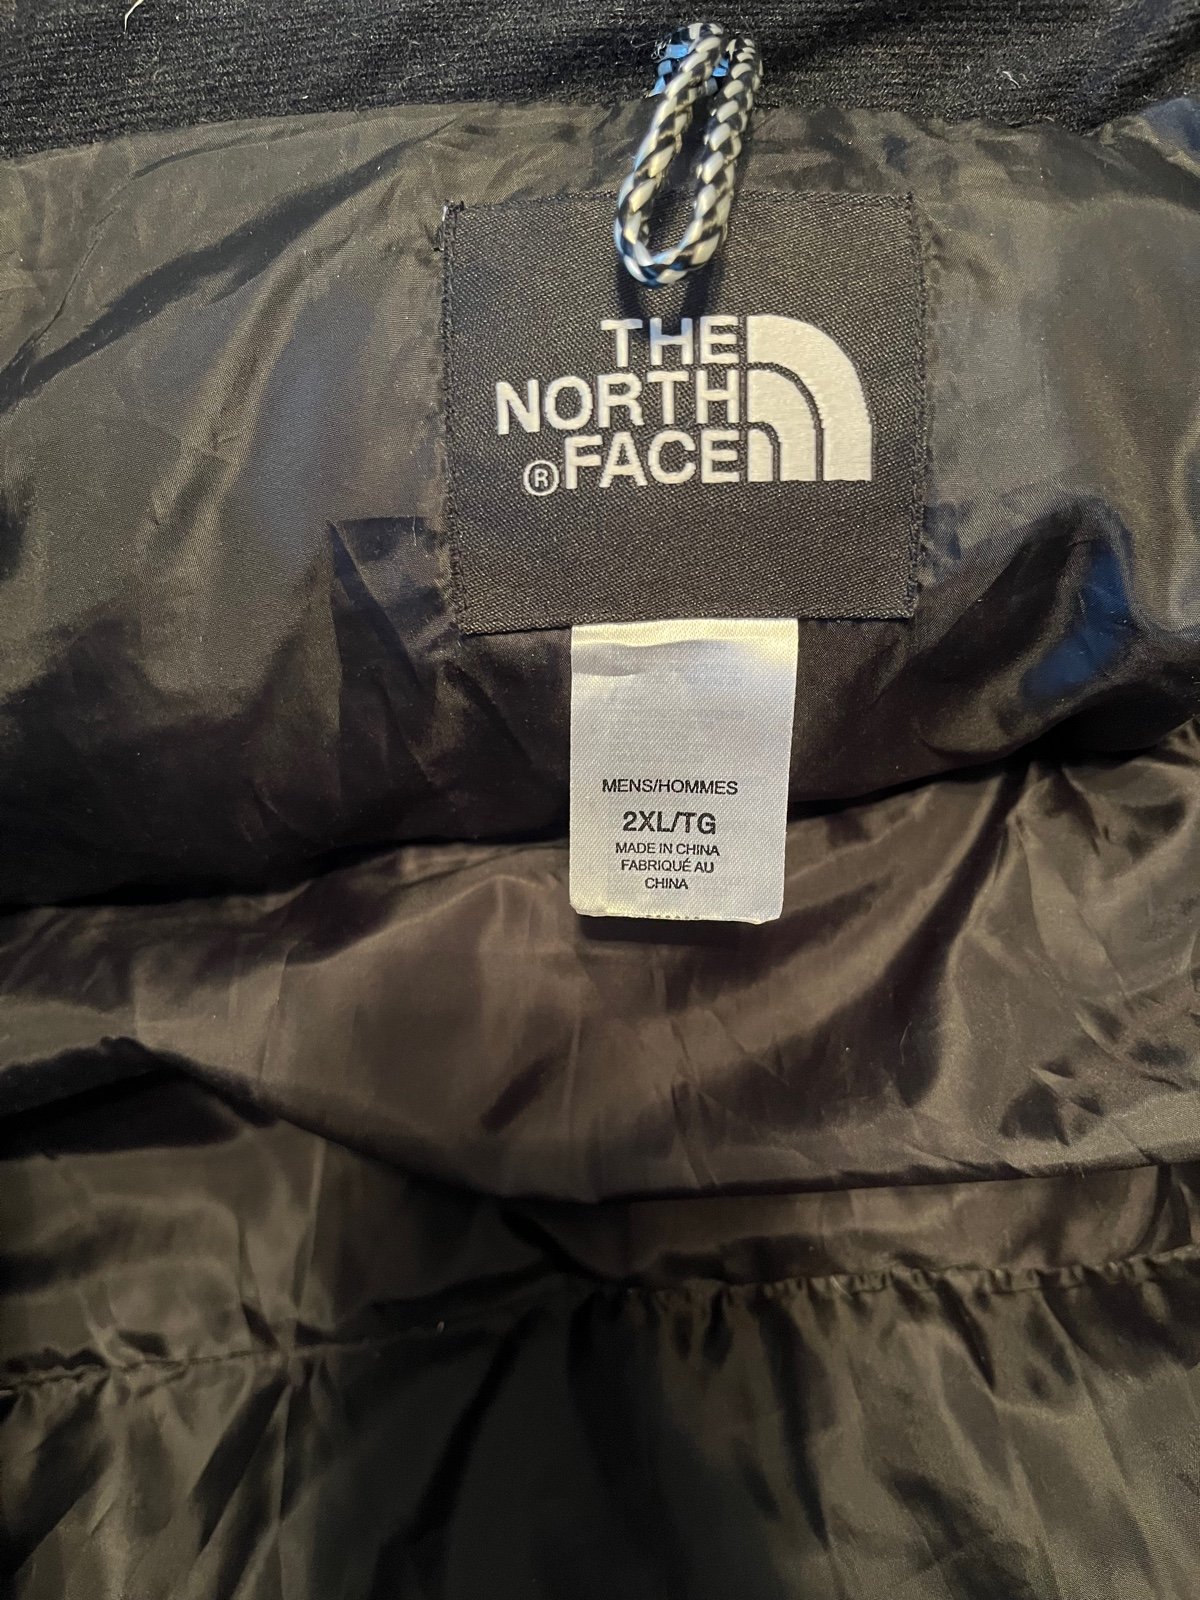 THE
NORTH
®FACE
MENS/HOMMES
2XL/TG
MADE IN CHINA
FABRIQUÉ AU
CHINA